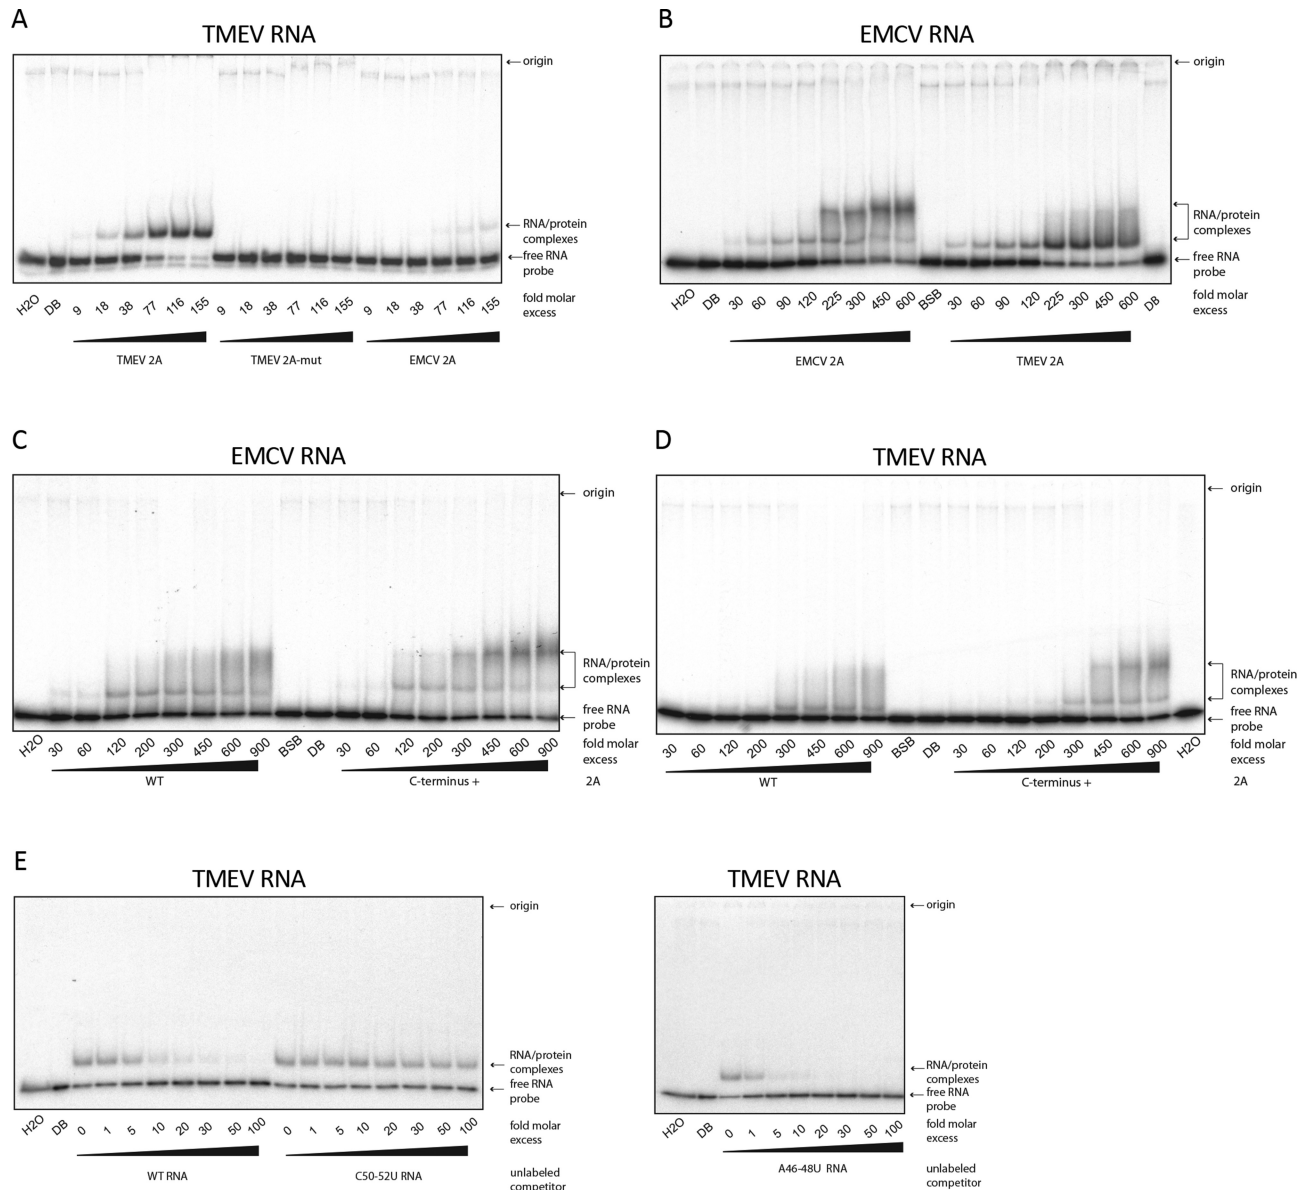 A
TMEV RNA
origin
RNA/protein
complexes
free RNA
probe
H2O DB 9 18 38 77 116 155 9 18 38 77 116 155 9 18 38 77 116 155
fold molar
excess
TMEV 2A TMEV 2A-mut EMCV 2A
B
EMCV RNA
origin
RNA/protein
complexes
free RNA
probe
H2O DB 30 60 90 120 225 300 450 600 BSB 30 60 90 120 225 300 450 600 DB
fold molar
excess
EMCV 2A TMEV 2A
C
EMCV RNA
origin
RNA/protein
complexes
free RNA
probe
H2O 30 60 120 200 300 450 600 900 BSB DB 30 60 120 200 300 450 600 900
fold molar
excess
WT C-terminus + 2A
D
TMEV RNA
origin
RNA/protein
complexes
free RNA
probe
30 60 120 200 300 450 600 900 BSB DB 30 60 120 200 300 450 600 900 H2O
fold molar
excess
WT C-terminus + 2A
E
TMEV RNA
origin
RNA/protein
complexes
free RNA
probe
H2O DB 0 1 5 10 20 30 50 100 0 1 5 10 20 30 50 100
fold molar
excess
WT RNA C50-52U RNA
unlabeled
competitor
TMEV RNA
origin
RNA/protein
complexes
free RNA
probe
H2O DB 0 1 5 10 20 30 50 100
fold molar
excess
A46-48U RNA
unlabeled
competitor